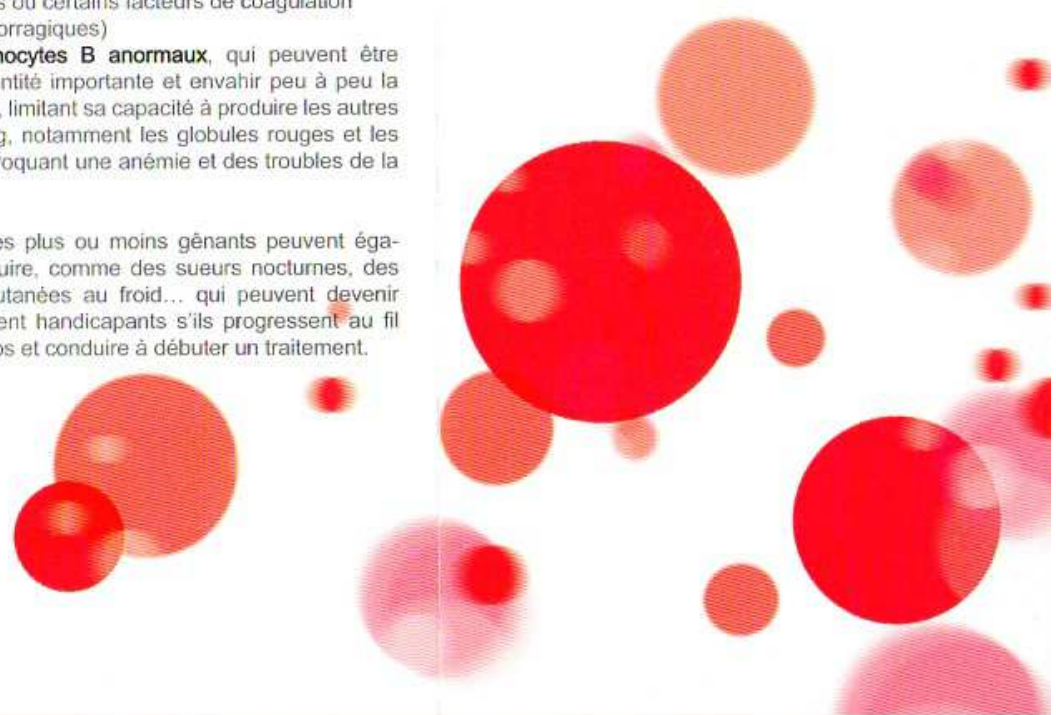 s ou certains facteurs de coagulation
orragiques)
nocytes B anormaux, qui peuvent être
ntité importante et envahir peu à peu la
, limitant sa capacité à produire les autres
g, notamment les globules rouges et les
oquant une anémie et des troubles de la
es plus ou moins gênants peuvent éga-
uire, comme des sueurs nocturnes, des
utanées au froid... qui peuvent devenir
ent handicapants s'ils progressent au fil
ps et conduire à débuter un traitement.